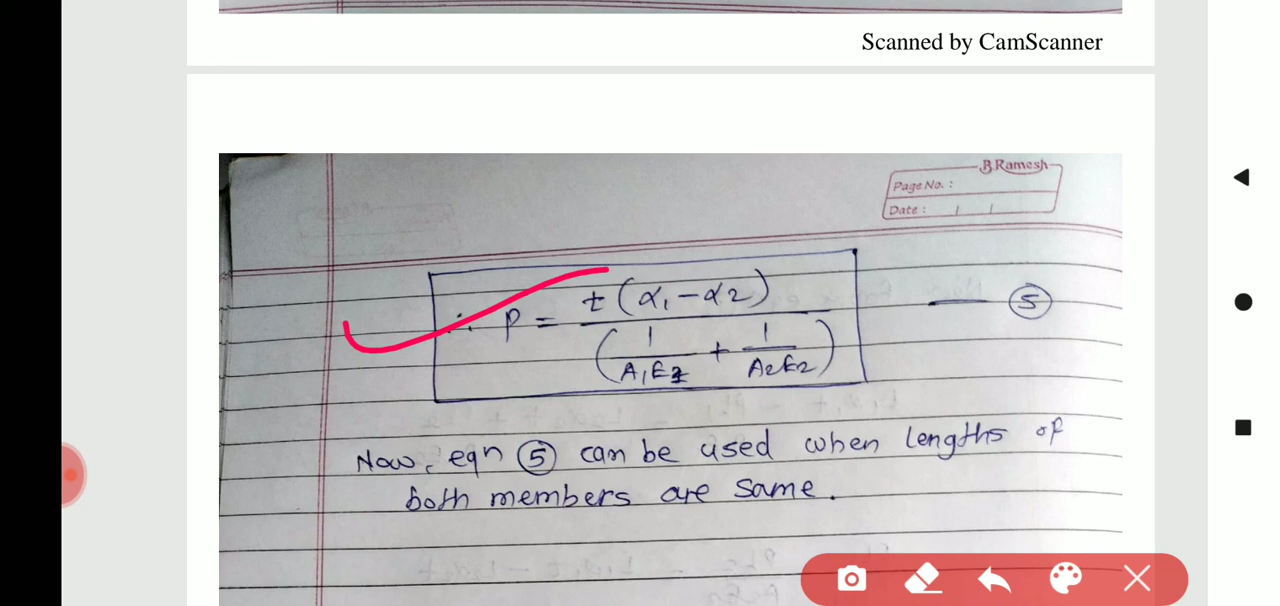 Scanned by CamScanner
B.Ramesh
Page No. :
Date : / /
∴ P = t(α₁-α2) / (1/A₁E₂ + 1/A₂E₂) — ⑤
Now, eqn ⑤ can be used when lengths of
both members are same.